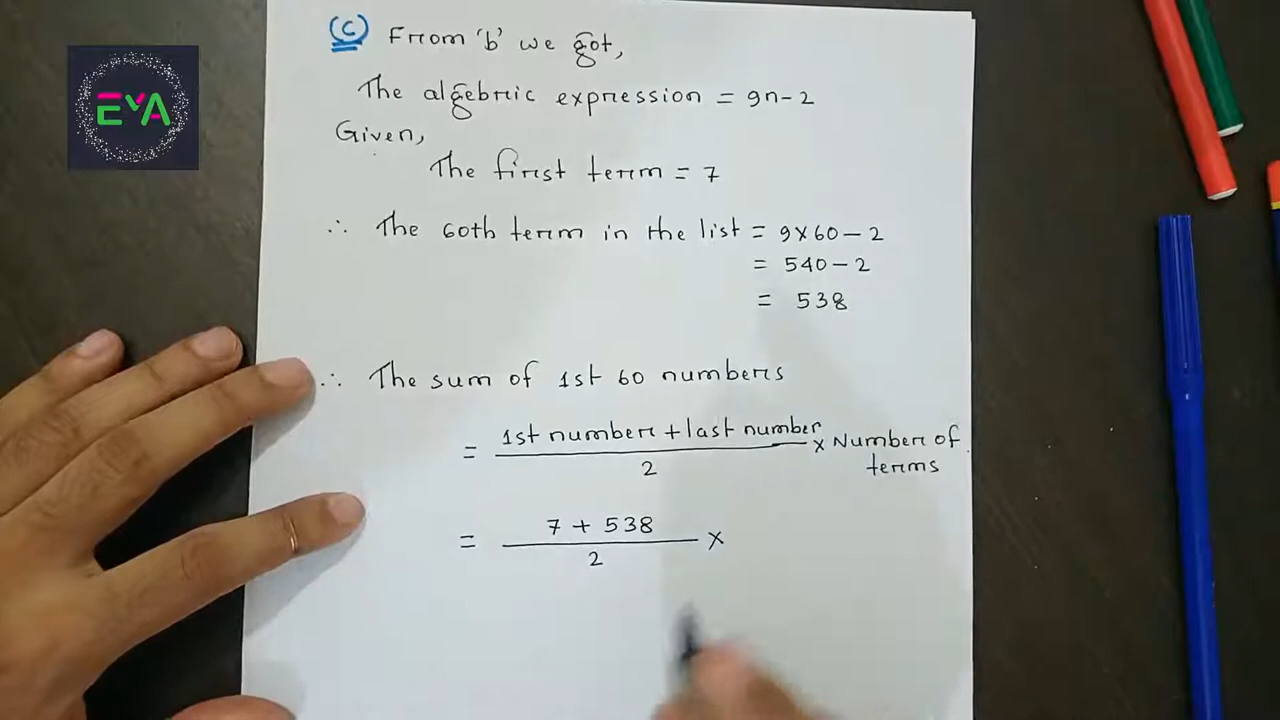 EVA
(c) From 'b' we got,
The algebric expression = 9n-2
Given,
The first term = 7
∴ The 60th term in the list = 9×60-2
= 540-2
= 538
∴ The sum of 1st 60 numbers
= 1st number + last number / 2 × Number of terms
= 7 + 538 / 2 ×